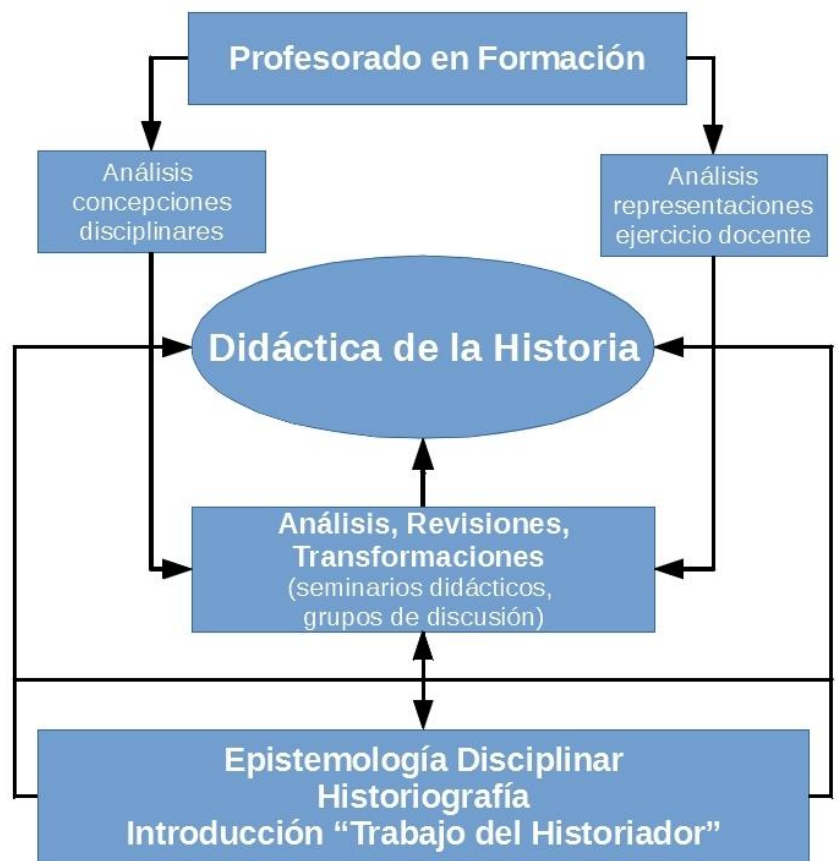 Profesorado en Formación
Análisis
concepciones
disciplinares
Análisis
representaciones
ejercicio docente
Didáctica de la Historia
Análisis, Revisiones,
Transformaciones
(seminarios didácticos,
grupos de discusión)
Epistemología Disciplinar
Historiografía
Introducción “Trabajo del Historiador”